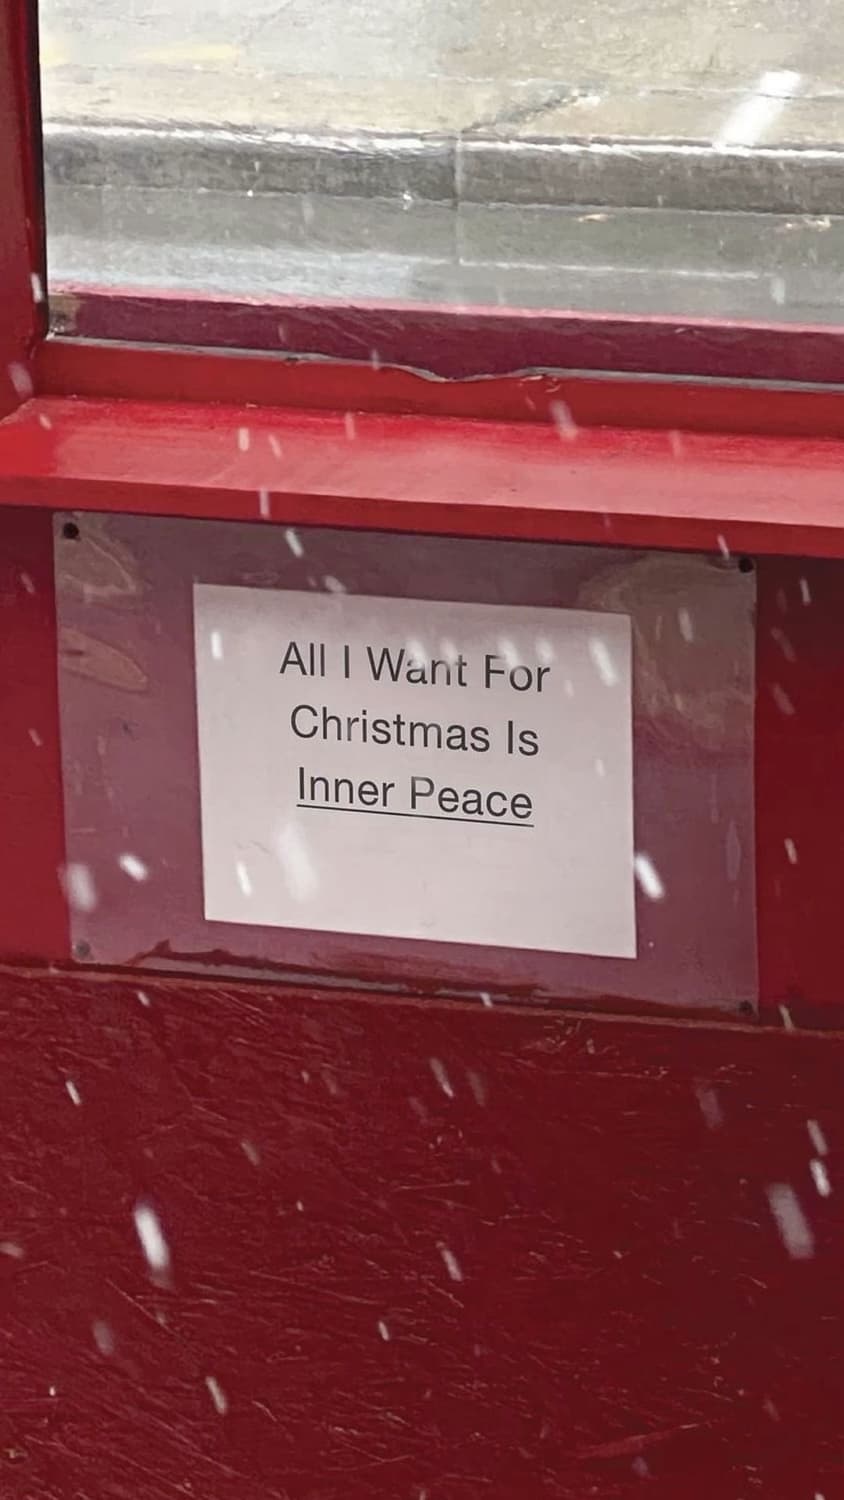 All I Want For
Christmas Is
Inner Peace